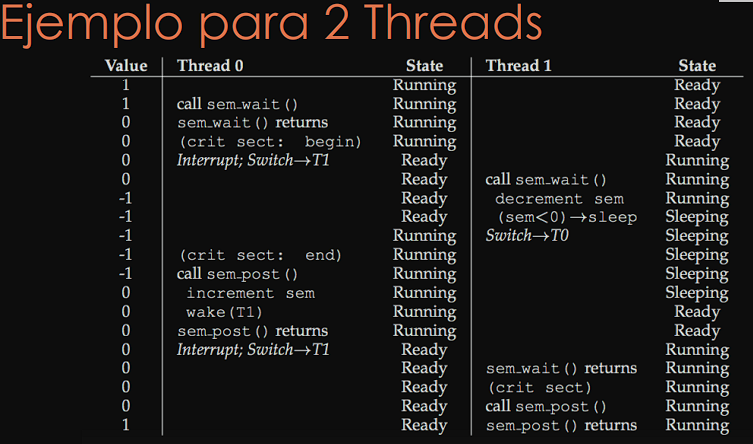 Ejemplo para 2 Threads
Value Thread 0 State Thread 1 State
1 Running Ready
1 call sem_wait() Running Ready
0 sem_wait() returns Running Ready
0 (crit sect: begin) Running Ready
0 Interrupt; Switch→T1 Ready Running
0 Ready call sem_wait() Running
-1 Ready decrement sem Running
-1 Ready (sem<0)→sleep Sleeping
-1 Running Switch→T0 Sleeping
-1 (crit sect: end) Running Sleeping
-1 call sem_post() Running Sleeping
0 increment sem Running Sleeping
0 wake(T1) Running Ready
0 sem_post() returns Running Ready
0 Interrupt; Switch→T1 Ready Running
0 Ready sem_wait() returns Running
0 Ready (crit sect) Running
0 Ready call sem_post() Running
1 Ready sem_post() returns Running